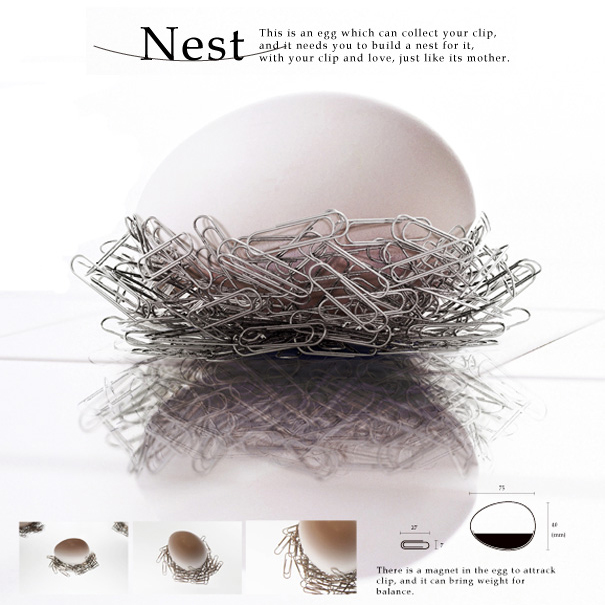 Nest
This is an egg which can collect your clip,
and it needs you to build a nest for it,
with your clip and love, just like its mother.
75
27
7
48
(mm)
There is a magnet in the egg to attrack
clip, and it can bring weight for
balance.